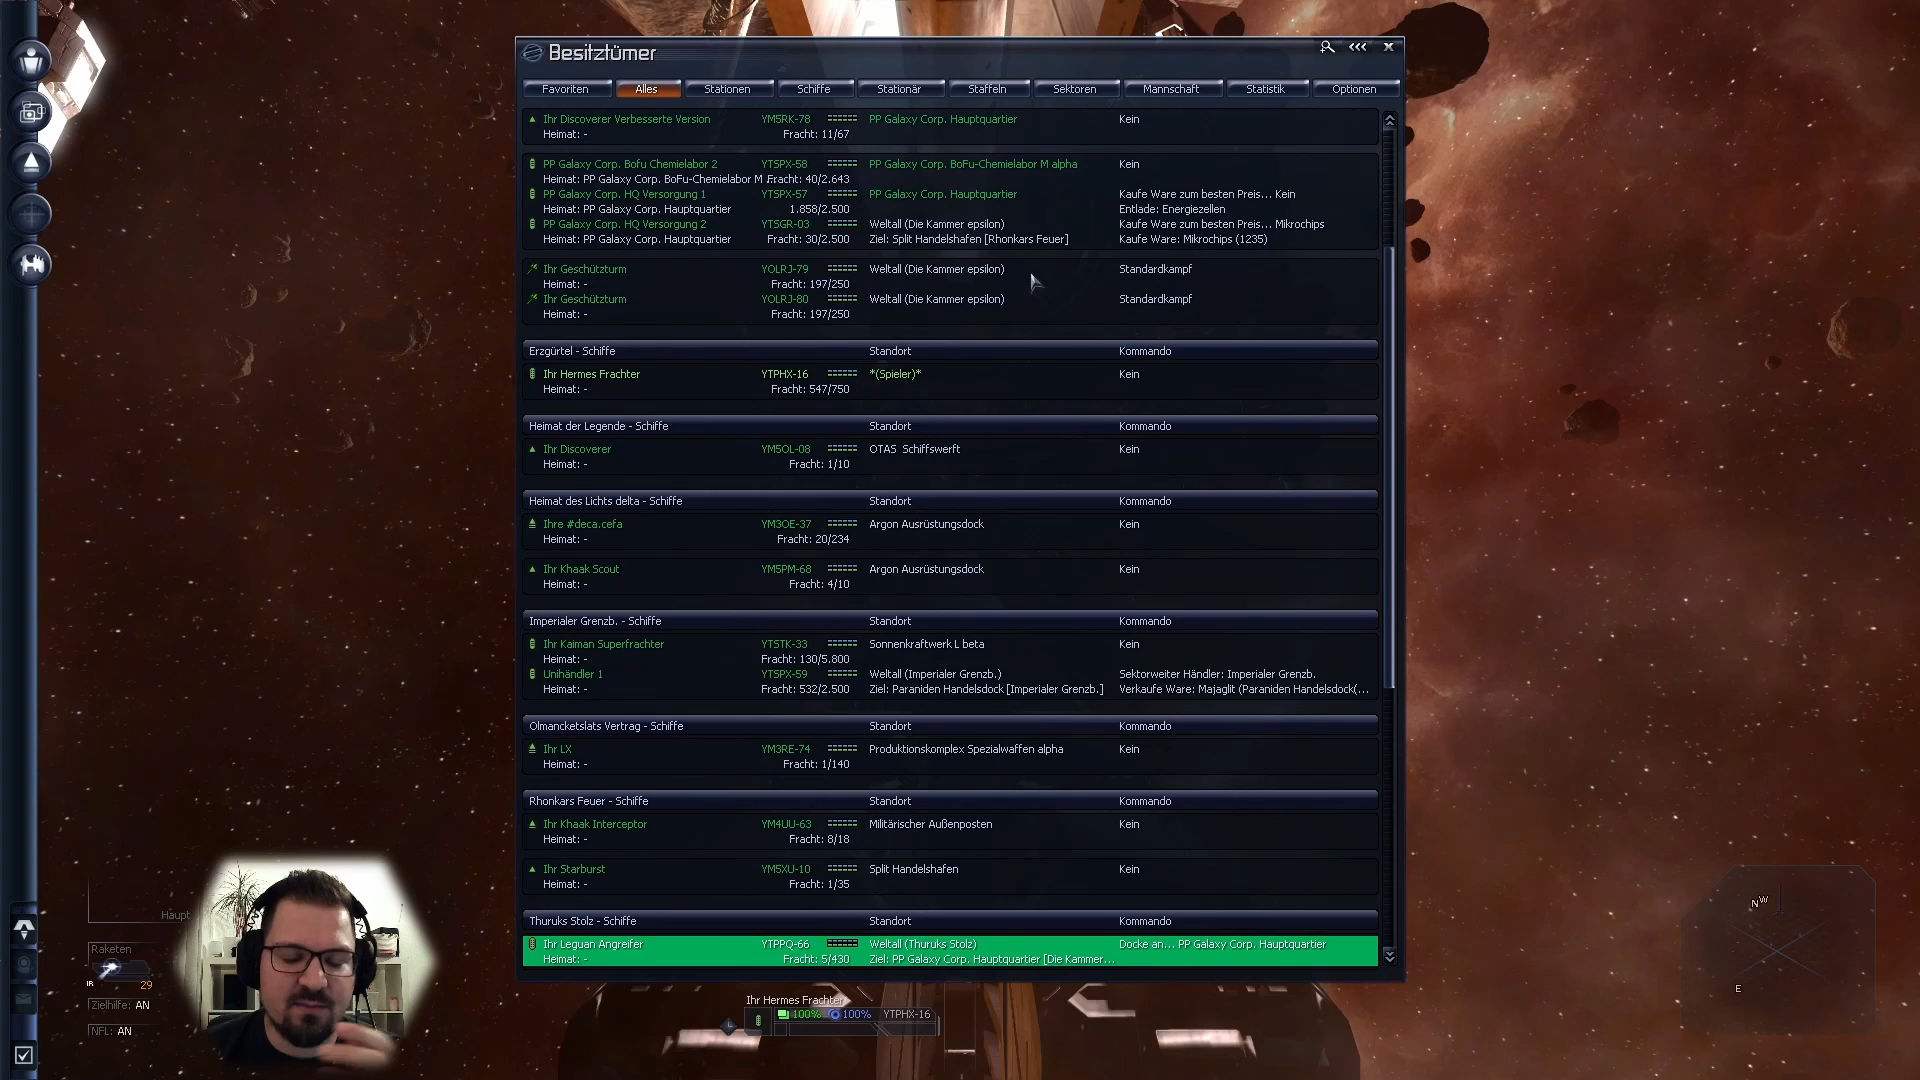 Besitztümer
Favoriten Alles Stationen Schiffe Stationär Staffeln Sektoren Mannschaft Statistik Optionen
Ihr Discoverer Verbesserte Version YM5RK-78 PP Galaxy Corp. Hauptquartier Kein
Heimat: - Fracht: 11/67
PP Galaxy Corp. Bofu Chemielabor 2 YTSPX-58 PP Galaxy Corp. BoFu-Chemielabor M alpha Kein
Heimat: PP Galaxy Corp. BoFu-Chemielabor M Fracht: 40/2.643
PP Galaxy Corp. HQ Versorgung 1 YTSPX-57 PP Galaxy Corp. Hauptquartier Kaufe Ware zum besten Preis... Kein
Heimat: PP Galaxy Corp. Hauptquartier 1.858/2.500 Entlade: Energiezellen
PP Galaxy Corp. HQ Versorgung 2 YTSGR-03 Weltall (Die Kammer epsilon) Kaufe Ware zum besten Preis... Mikrochips
Heimat: PP Galaxy Corp. Hauptquartier Fracht: 30/2.500 Ziel: Split Handelshafen [Rhonkars Feuer] Kaufe Ware: Mikrochips (1235)
Ihr Geschützturm YOLRJ-79 Weltall (Die Kammer epsilon) Standardkampf
Heimat: - Fracht: 197/250
Ihr Geschützturm YOLRJ-80 Weltall (Die Kammer epsilon) Standardkampf
Heimat: - Fracht: 197/250
Erzgürtel - Schiffe Standort Kommando
Ihr Hermes Frachter YTPHX-16 *(Spieler)* Kein
Heimat: - Fracht: 547/750
Heimat der Legende - Schiffe Standort Kommando
Ihr Discoverer YM5OL-08 OTAS Schiffswerft Kein
Heimat: - Fracht: 1/10
Heimat des Lichts delta - Schiffe Standort Kommando
Ihre #deca.cefa YM3OE-37 Argon Ausrüstungsdock Kein
Heimat: - Fracht: 20/234
Ihr Khaak Scout YM5PM-68 Argon Ausrüstungsdock Kein
Heimat: - Fracht: 4/10
Imperialer Grenzb. - Schiffe Standort Kommando
Ihr Kaiman Superfrachter YTSTK-33 Sonnenkraftwerk L beta Kein
Heimat: - Fracht: 130/5.800
Unihändler 1 YTSPX-59 Weltall (Imperialer Grenzb.) Sektorweiter Händler: Imperialer Grenzb.
Heimat: - Fracht: 532/2.500 Ziel: Paraniden Handelsdock [Imperialer Grenzb.] Verkaufe Ware: Majaglit (Paraniden Handelsdock(...
Olmancketslats Vertrag - Schiffe Standort Kommando
Ihr LX YM3RE-74 Produktionskomplex Spezialwaffen alpha Kein
Heimat: - Fracht: 1/140
Rhonkars Feuer - Schiffe Standort Kommando
Ihr Khaak Interceptor YM4UU-63 Militärischer Außenposten Kein
Heimat: - Fracht: 8/18
Ihr Starburst YM5XU-10 Split Handelshafen Kein
Heimat: - Fracht: 1/35
Thuruks Stolz - Schiffe Standort Kommando
Ihr Leguan Angreifer YTPPQ-66 Weltall (Thuruks Stolz) Docke an... PP Galaxy Corp. Hauptquartier
Heimat: - Fracht: 5/430 Ziel: PP Galaxy Corp. Hauptquartier [Die Kammer...
Haupt
Raketen
IR 29
Zielhilfe: AN
NFL: AN
Ihr Hermes Frachter
100% 100% YTPHX-16
NW
E